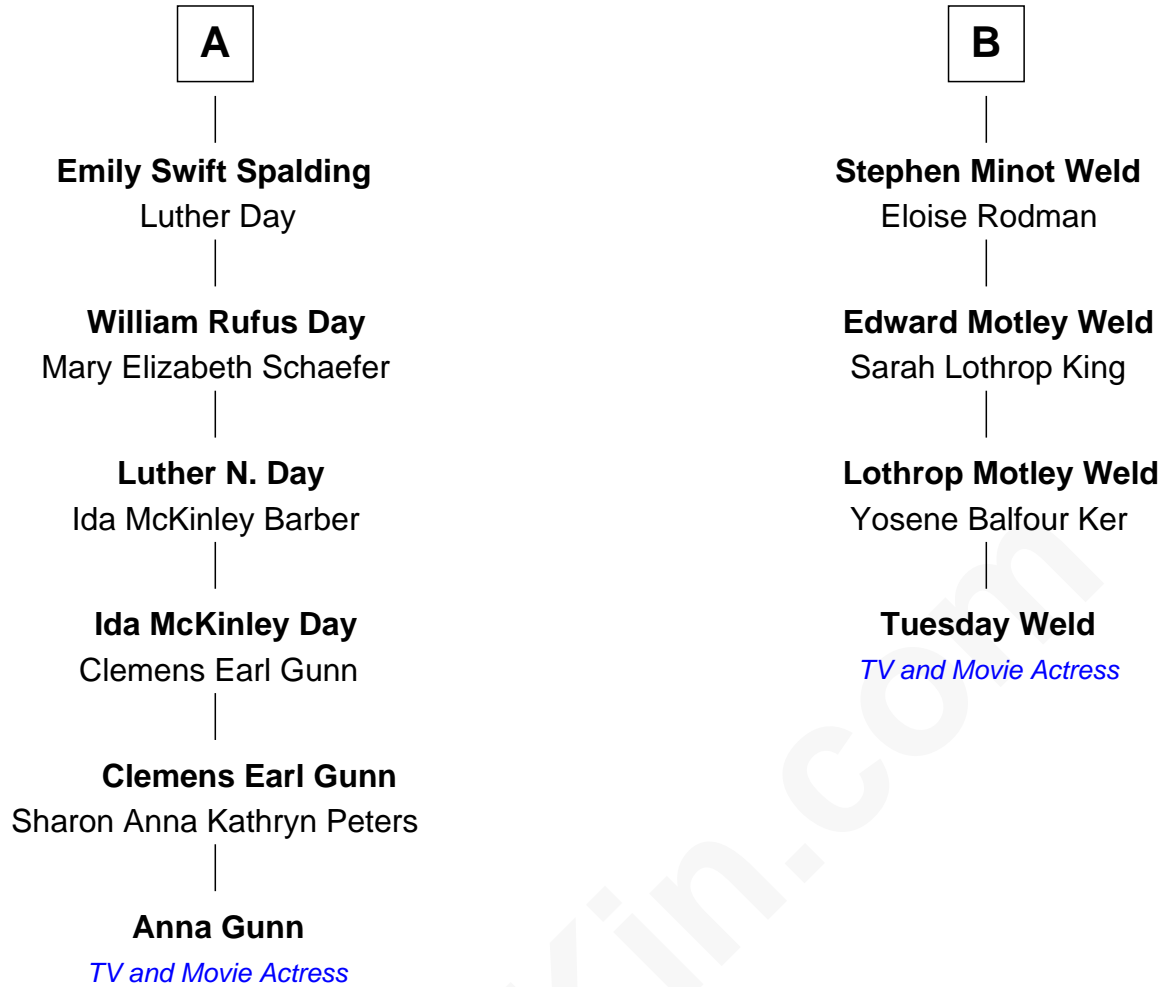 A
Emily Swift Spalding
Luther Day
William Rufus Day
Mary Elizabeth Schaefer
Luther N. Day
Ida McKinley Barber
Ida McKinley Day
Clemens Earl Gunn
Clemens Earl Gunn
Sharon Anna Kathryn Peters
Anna Gunn
TV and Movie Actress
B
Stephen Minot Weld
Eloise Rodman
Edward Motley Weld
Sarah Lothrop King
Lothrop Motley Weld
Yosene Balfour Ker
Tuesday Weld
TV and Movie Actress